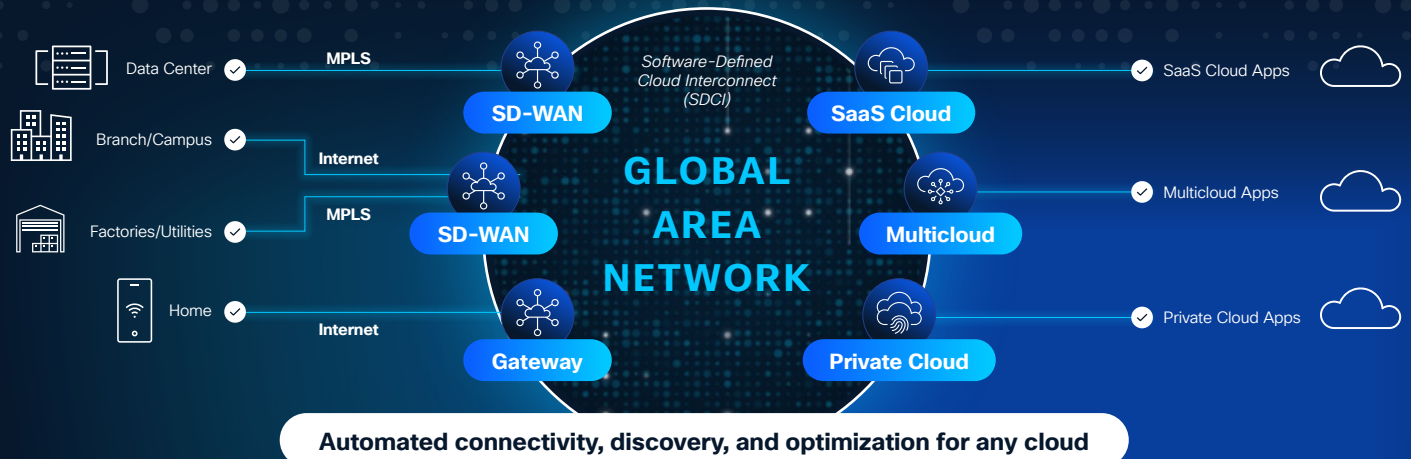 Data Center
MPLS
SD-WAN
Software-Defined
Cloud Interconnect
(SDCI)
SaaS Cloud
SaaS Cloud Apps
Branch/Campus
Internet
Factories/Utilities
MPLS
SD-WAN
GLOBAL
AREA
NETWORK
Multicloud
Multicloud Apps
Home
Internet
Gateway
Private Cloud
Private Cloud Apps
Automated connectivity, discovery, and optimization for any cloud